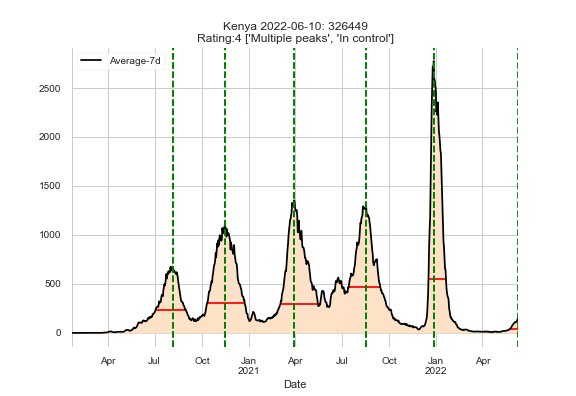 Kenya 2022-06-10: 326449
Rating:4 ['Multiple peaks', 'In control']
Average-7d
2500
2000
1500
1000
500
0
Apr Jul Oct Jan Apr Jul Oct Jan Apr
2021 2022
Date